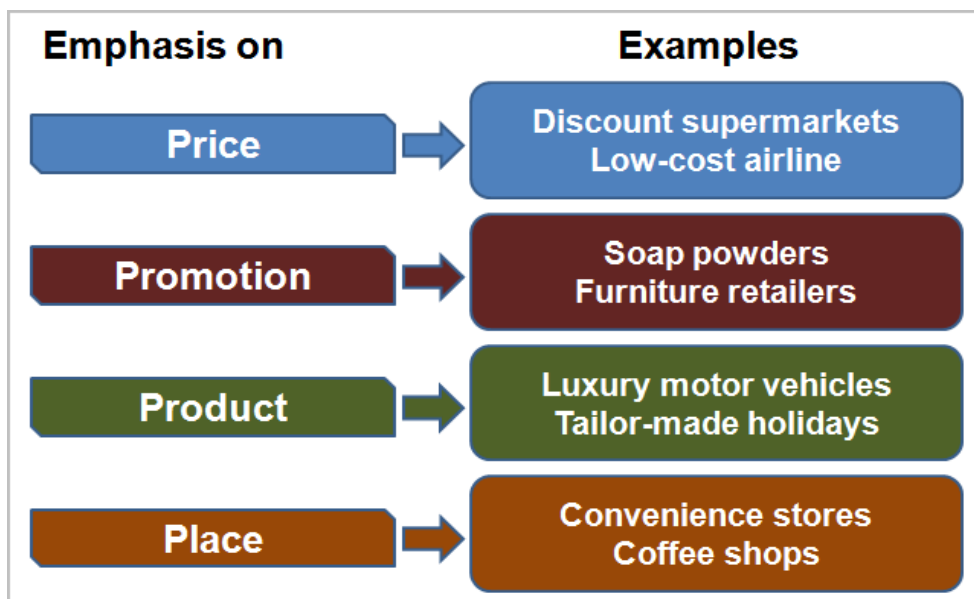 Emphasis on
Examples
Price
Discount supermarkets
Low-cost airline
Promotion
Soap powders
Furniture retailers
Product
Luxury motor vehicles
Tailor-made holidays
Place
Convenience stores
Coffee shops